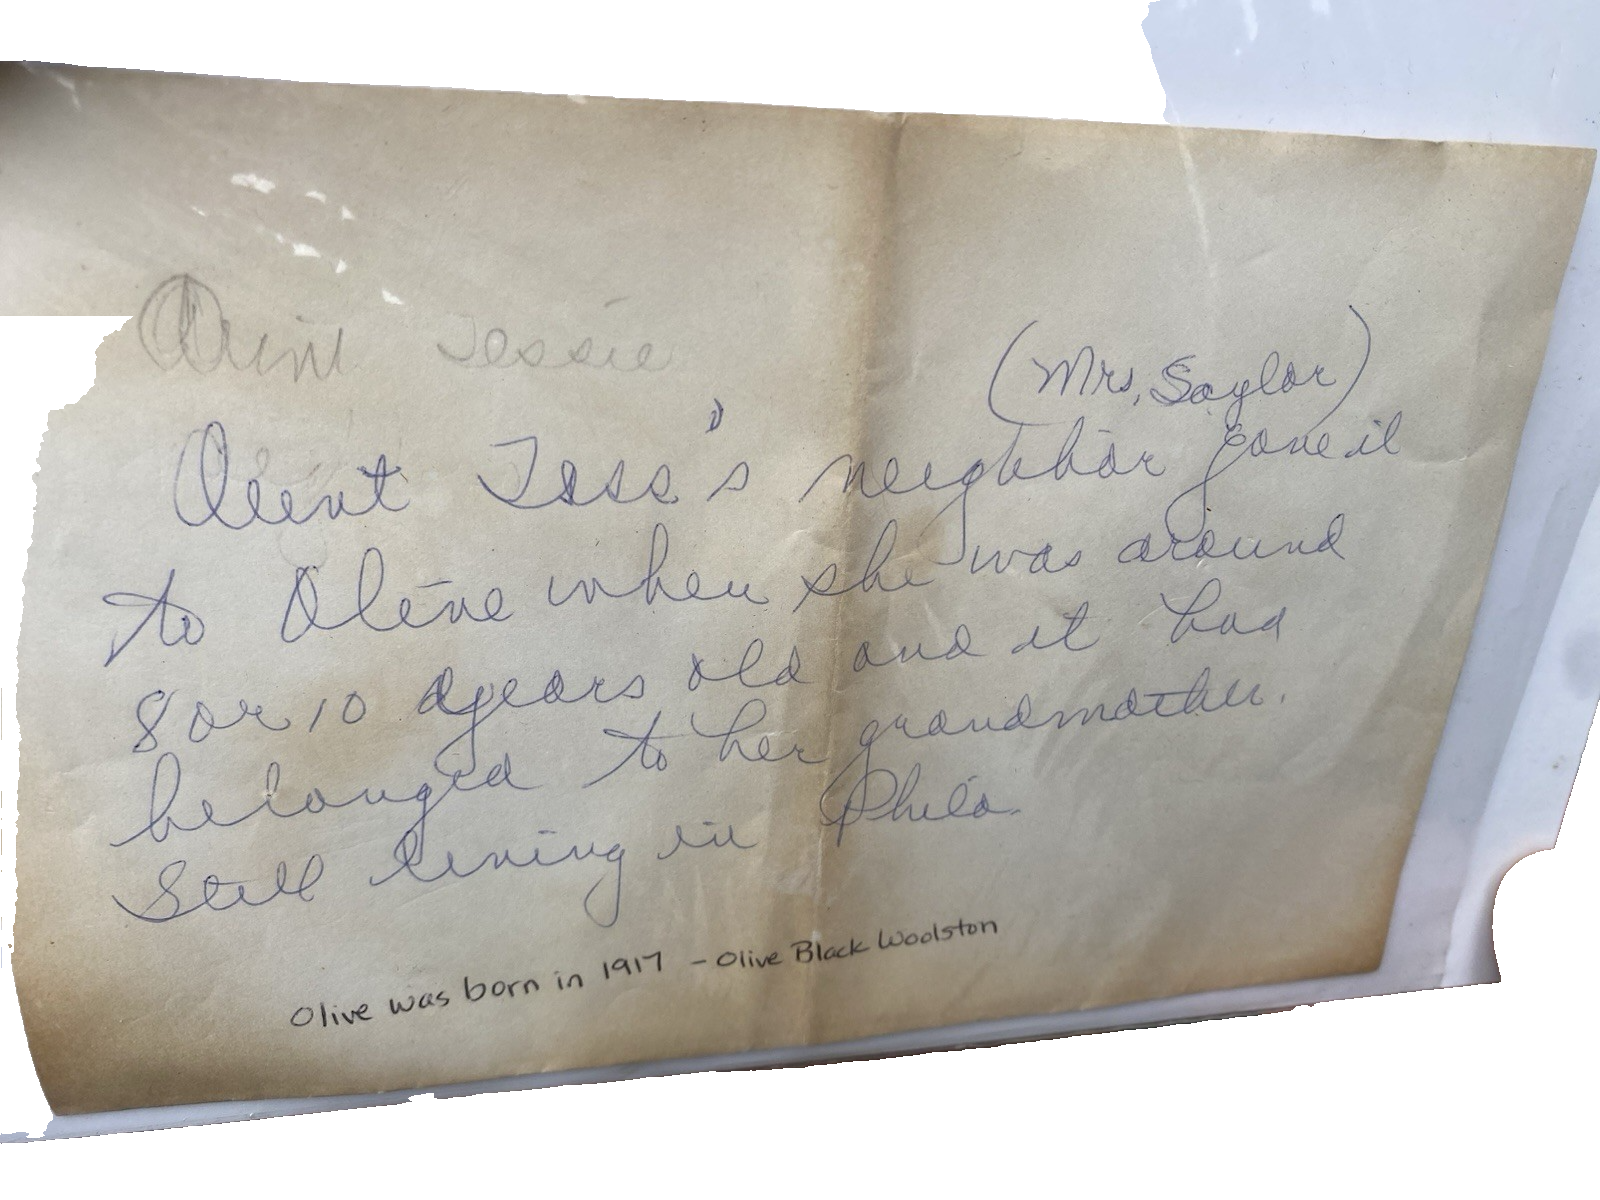 Aunt Jessie
(Mrs. Saylor)
Aunt Jess's neighbor gave it
to Olive when she was around
8 or 10 years old and it had
belonged to her grandmother.
Still living in Phila.
Olive was born in 1917 - Olive Black Woolston